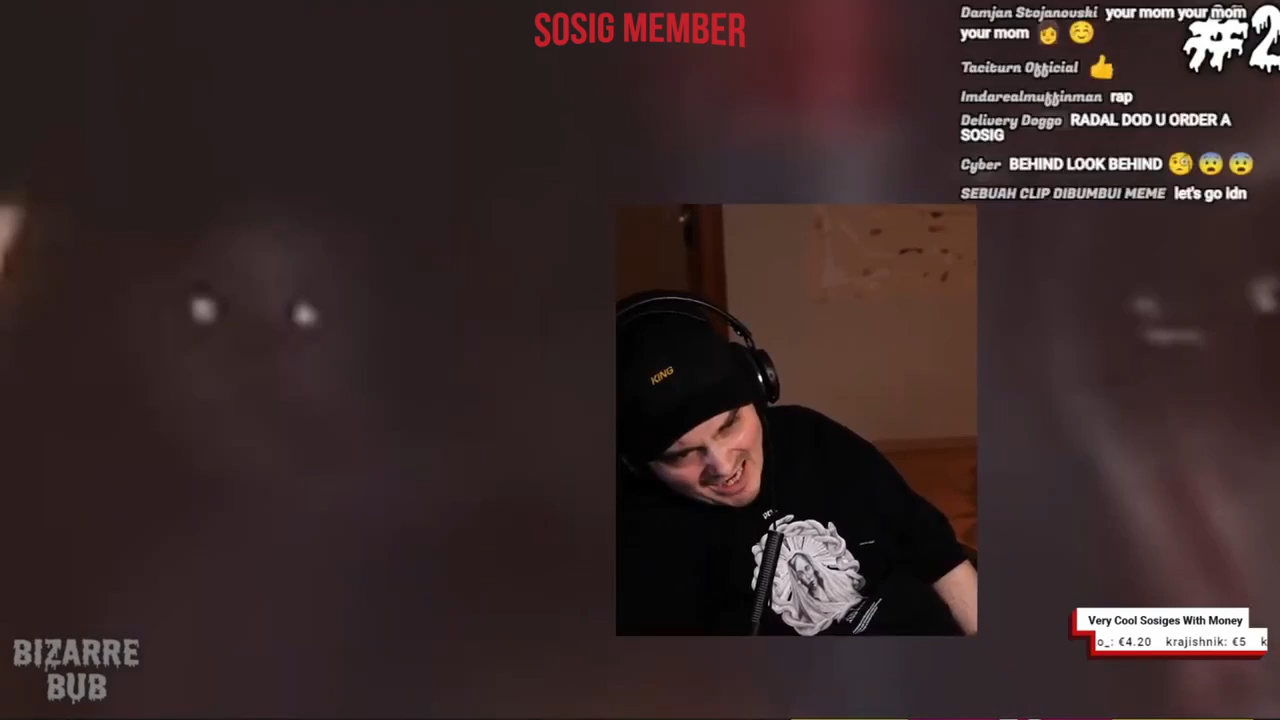 SOSIG MEMBER
Damjan Stojanovski your mom your mom
your mom
#2
Taciturn Official
Imdarealmuffinman rap
Delivery Doggo RADAL DOD U ORDER A
SOSIG
Cyber BEHIND LOOK BEHIND
SEBUAH CLIP DIBUMBUI MEME let's go idn
KING
Very Cool Sosiges With Money
o_: €4.20 krajishnik: €5 k
BIZARRE
BUB